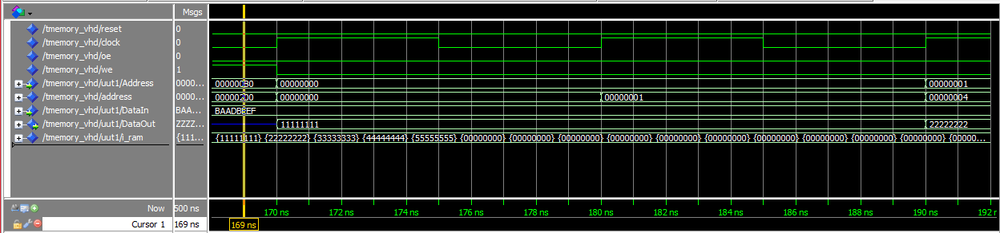 Msgs
/tmemory_vhd/reset 0
/tmemory_vhd/clock 0
/tmemory_vhd/oe 0
/tmemory_vhd/we 1
/tmemory_vhd/uut1/Address 0000... 00000080 00000000 00000001
/tmemory_vhd/address 0000... 00000200 00000000 00000001 00000004
/tmemory_vhd/uut1/DataIn BAA... BAADBEEF
/tmemory_vhd/uut1/DataOut ZZZZ... 11111111 22222222
/tmemory_vhd/uut1/i_ram {111... {11111111} {22222222} {33333333} {44444444} {55555555} {00000000} {00000000} {00000000} {00000000} {00000000} {00000000} {00000000} {00000000} {00000000} {00000000} {00000...
Now 500 ns 170 ns 172 ns 174 ns 176 ns 178 ns 180 ns 182 ns 184 ns 186 ns 188 ns 190 ns 192 n
Cursor 1 169 ns 169 ns